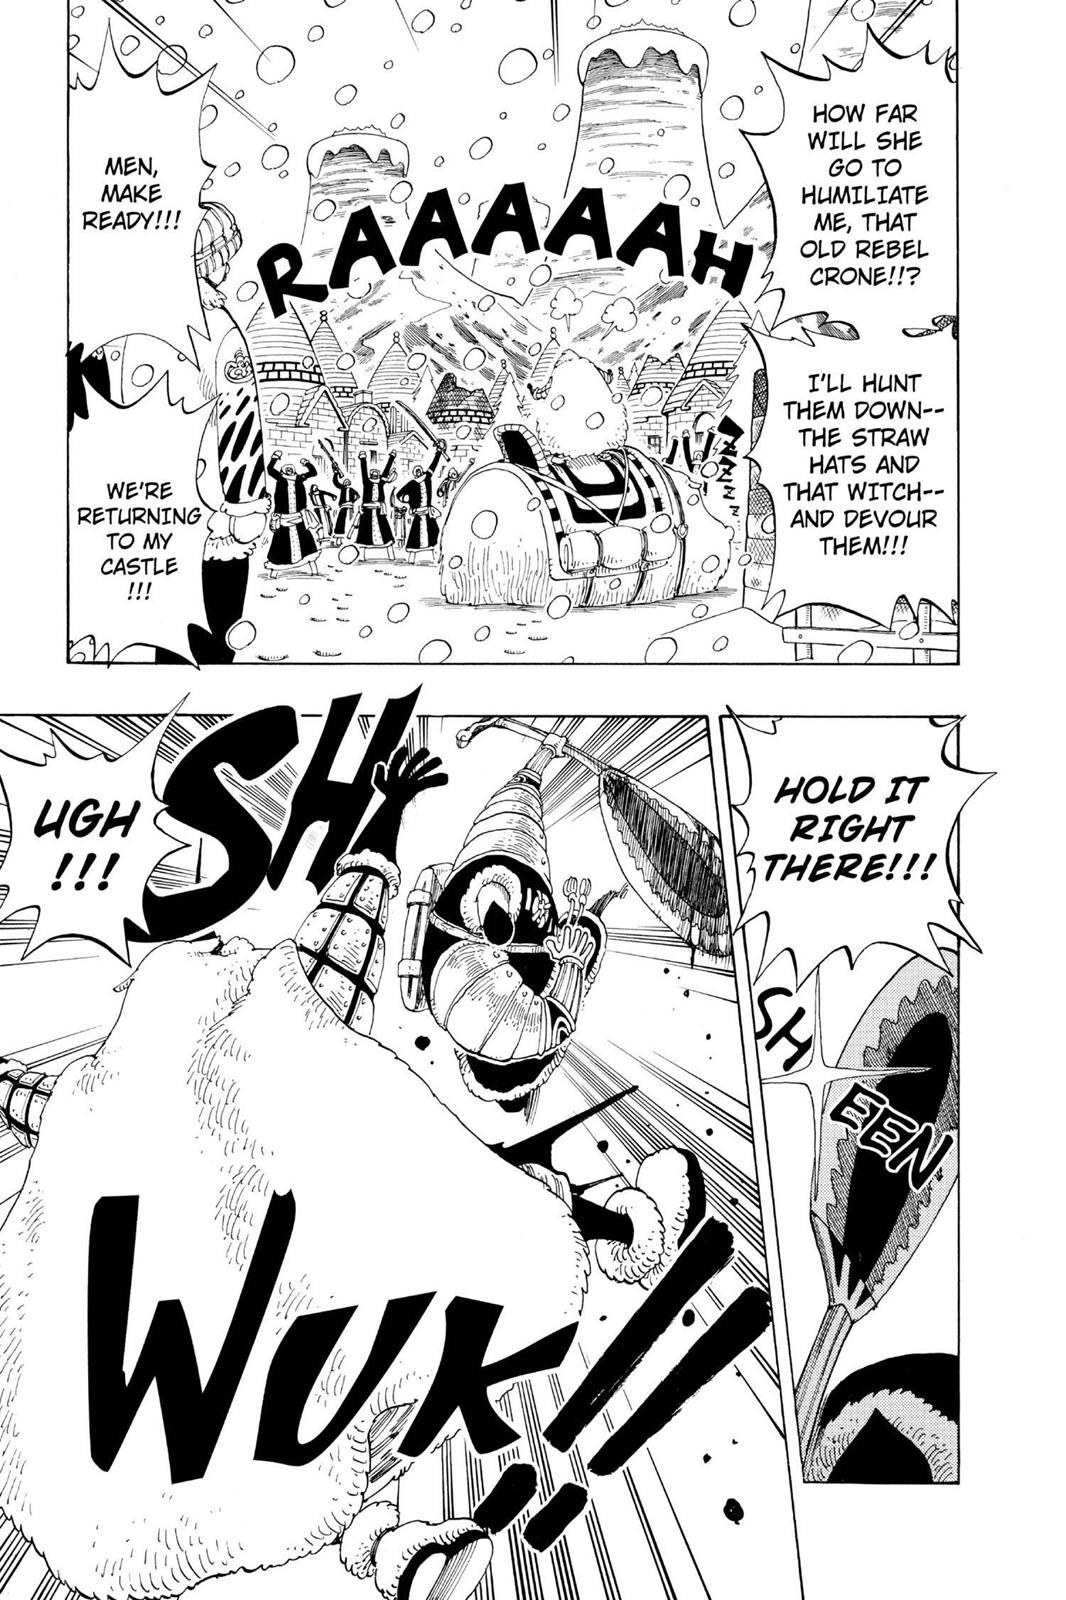 HOW FAR
WILL SHE
GO TO
HUMILIATE
ME, THAT
OLD REBEL
CRONE!!?
I'LL HUNT
THEM DOWN--
THE STRAW
HATS AND
THAT WITCH--
AND DEVOUR
THEM!!!
RAAAAAAH
MEN,
MAKE
READY!!!
WE'RE
RETURNING
TO MY
CASTLE
!!!
HOLD IT
RIGHT
THERE!!!
SH
EEN
SH
WUK!!
UGH
!!!